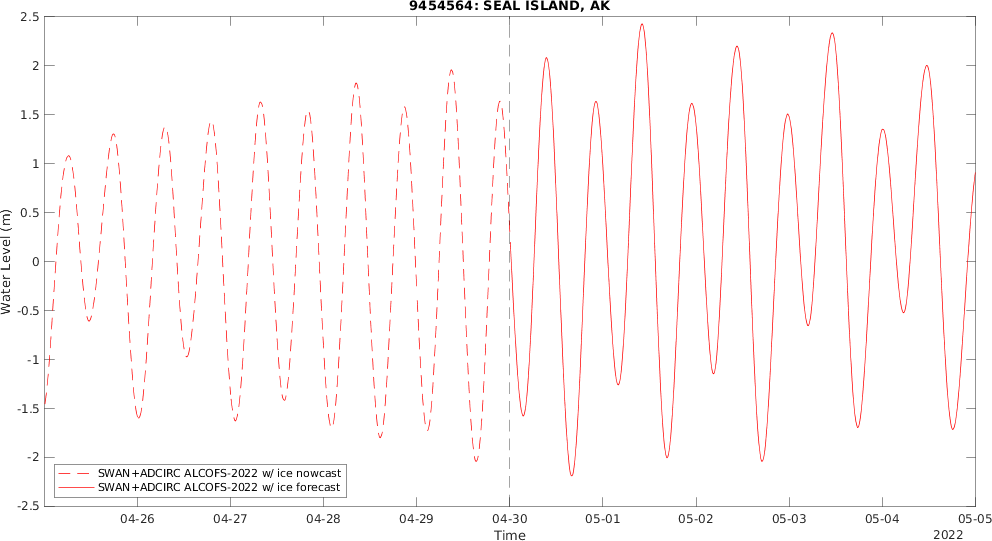 9454564: SEAL ISLAND, AK
2.5
2
1.5
1
0.5
0
-0.5
-1
-1.5
-2
-2.5
Water Level (m)
SWAN+ADCIRC ALCOFS-2022 w/ ice nowcast
SWAN+ADCIRC ALCOFS-2022 w/ ice forecast
04-26 04-27 04-28 04-29 04-30 05-01 05-02 05-03 05-04 05-05
Time
2022